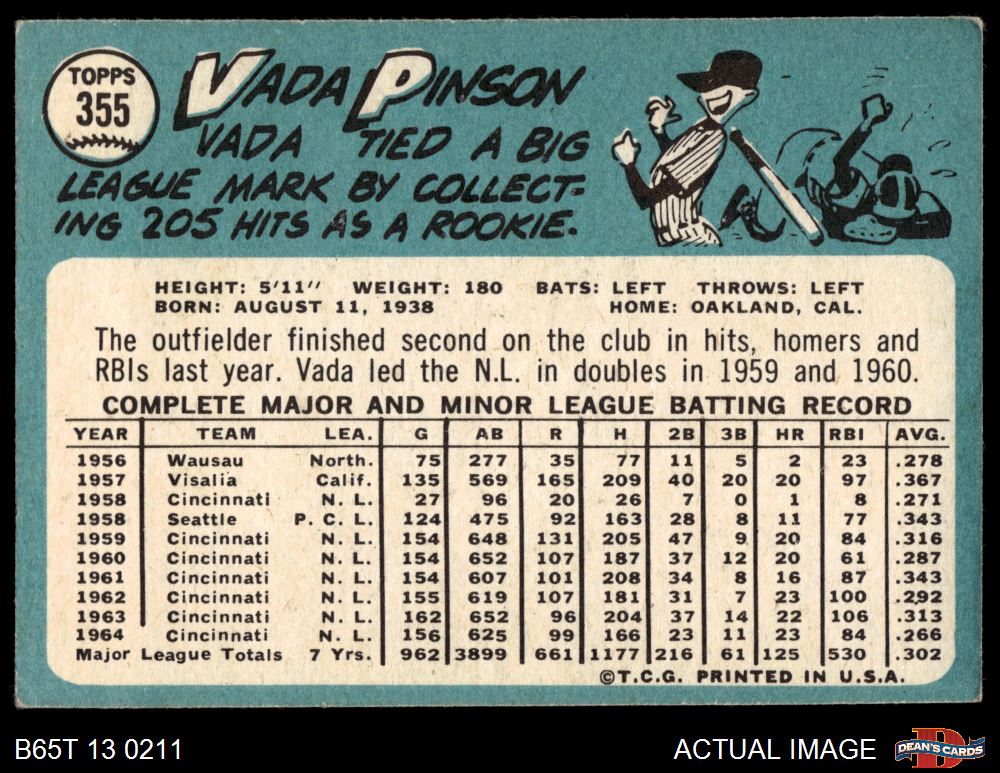 TOPPS
355
VADA PINSON
VADA TIED A BIG
LEAGUE MARK BY COLLECT-
ING 205 HITS AS A ROOKIE.
HEIGHT: 5'11" WEIGHT: 180 BATS: LEFT THROWS: LEFT
BORN: AUGUST 11, 1938 HOME: OAKLAND, CAL.
The outfielder finished second on the club in hits, homers and
RBIs last year. Vada led the N.L. in doubles in 1959 and 1960.
COMPLETE MAJOR AND MINOR LEAGUE BATTING RECORD
YEAR TEAM LEA. G AB R H 2B 3B HR RBI AVG.
1956 Wausau North. 75 277 35 77 11 5 2 23 .278
1957 Visalia Calif. 135 569 165 209 40 20 20 97 .367
1958 Cincinnati N. L. 27 96 20 26 7 0 1 8 .271
1958 Seattle P. C. L. 124 475 92 163 28 8 11 77 .343
1959 Cincinnati N. L. 154 648 131 205 47 9 20 84 .316
1960 Cincinnati N. L. 154 652 107 187 37 12 20 61 .287
1961 Cincinnati N. L. 154 607 101 208 34 8 16 87 .343
1962 Cincinnati N. L. 155 619 107 181 31 7 23 100 .292
1963 Cincinnati N. L. 162 652 96 204 37 14 22 106 .313
1964 Cincinnati N. L. 156 625 99 166 23 11 23 84 .266
Major League Totals 7 Yrs. 962 3899 661 1177 216 61 125 530 .302
©T.C.G. PRINTED IN U.S.A.
B65T 13 0211 ACTUAL IMAGE
D
DEAN'S CARDS